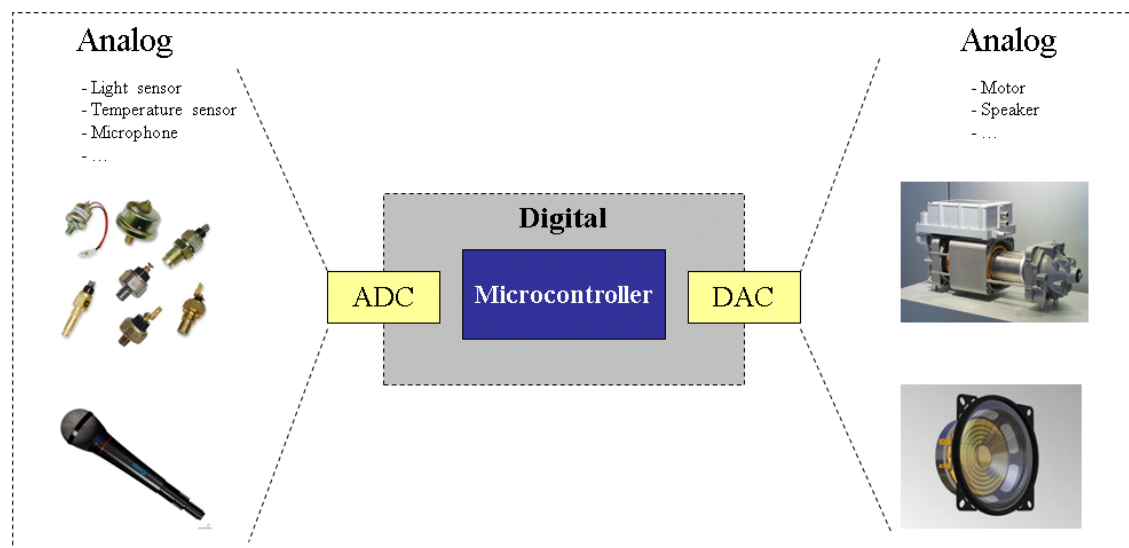 Analog
- Light sensor
- Temperature sensor
- Microphone
- ...
Digital
ADC
Microcontroller
DAC
Analog
- Motor
- Speaker
- ...